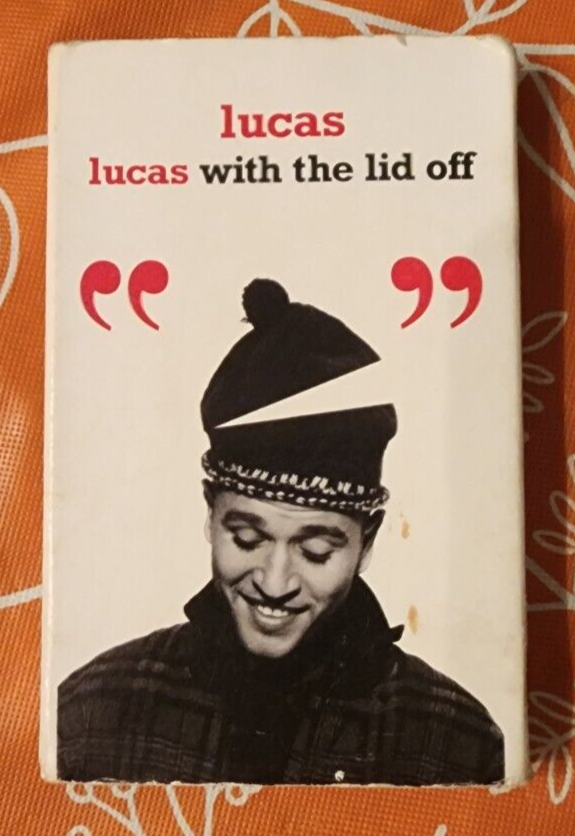 lucas
lucas with the lid off
“ ”